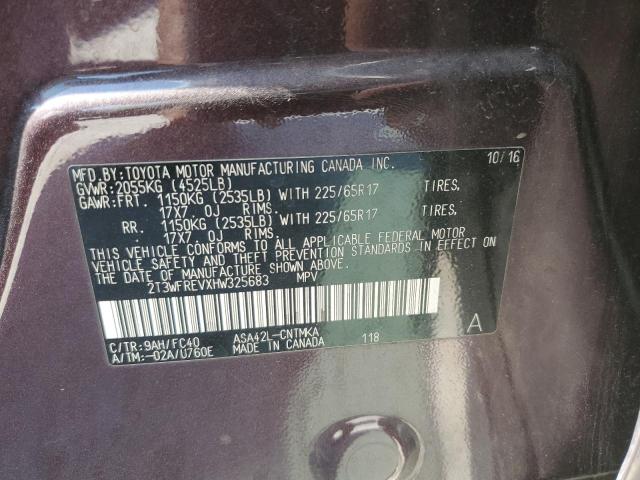 MFD.BY:TOYOTA MOTOR MANUFACTURING CANADA INC. 10/16
GVWR:2055KG (4525LB)
GAWR:FRT. 1150KG (2535LB) WITH 225/65R17 TIRES,
17X7. 0J RIMS.
RR. 1150KG (2535LB) WITH 225/65R17 TIRES,
17X7. 0J RIMS.
THIS VEHICLE CONFORMS TO ALL APPLICABLE FEDERAL MOTOR
VEHICLE SAFETY AND THEFT PREVENTION STANDARDS IN EFFECT ON
THE DATE OF MANUFACTURE SHOWN ABOVE.
2T3WFREVXHW325683 MPV
C/TR:9AH/FC40 ASA42L-CNTMKA A
A/TM:-02A/U760E MADE IN CANADA 118